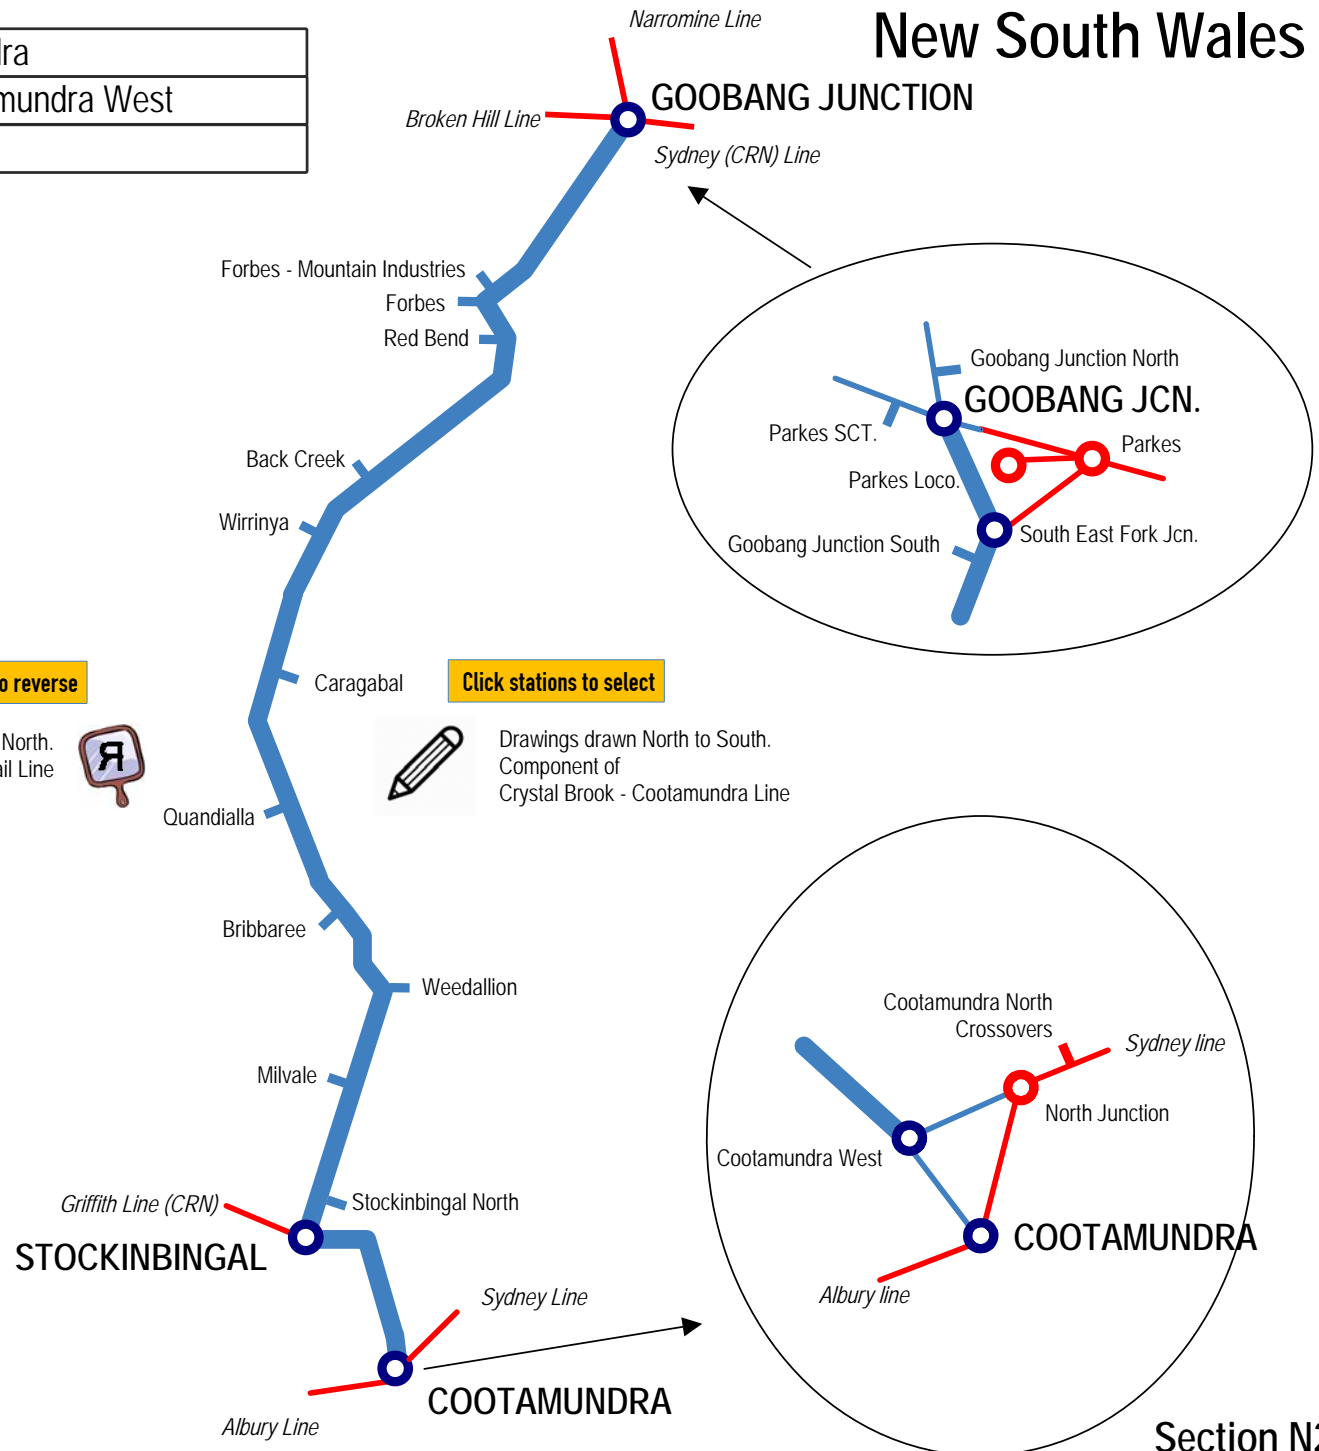 Narromine Line
New South Wales
GOOBANG JUNCTION
Broken Hill Line
Sydney (CRN) Line
mundra West
Forbes - Mountain Industries
Forbes
Red Bend
Goobang Junction North
GOOBANG JCN.
Parkes SCT.
Parkes
Parkes Loco.
South East Fork Jcn.
Goobang Junction South
Back Creek
Wirrinya
Caragabal
o reverse
Click stations to select
North.
ail Line
Я
Drawings drawn North to South.
Component of
Crystal Brook - Cootamundra Line
Quandialla
Bribbaree
Weedallion
Milvale
Stockinbingal North
Griffith Line (CRN)
STOCKINBINGAL
Sydney Line
COOTAMUNDRA
Albury Line
Cootamundra North
Crossovers
Sydney line
North Junction
Cootamundra West
COOTAMUNDRA
Albury line
Section N2